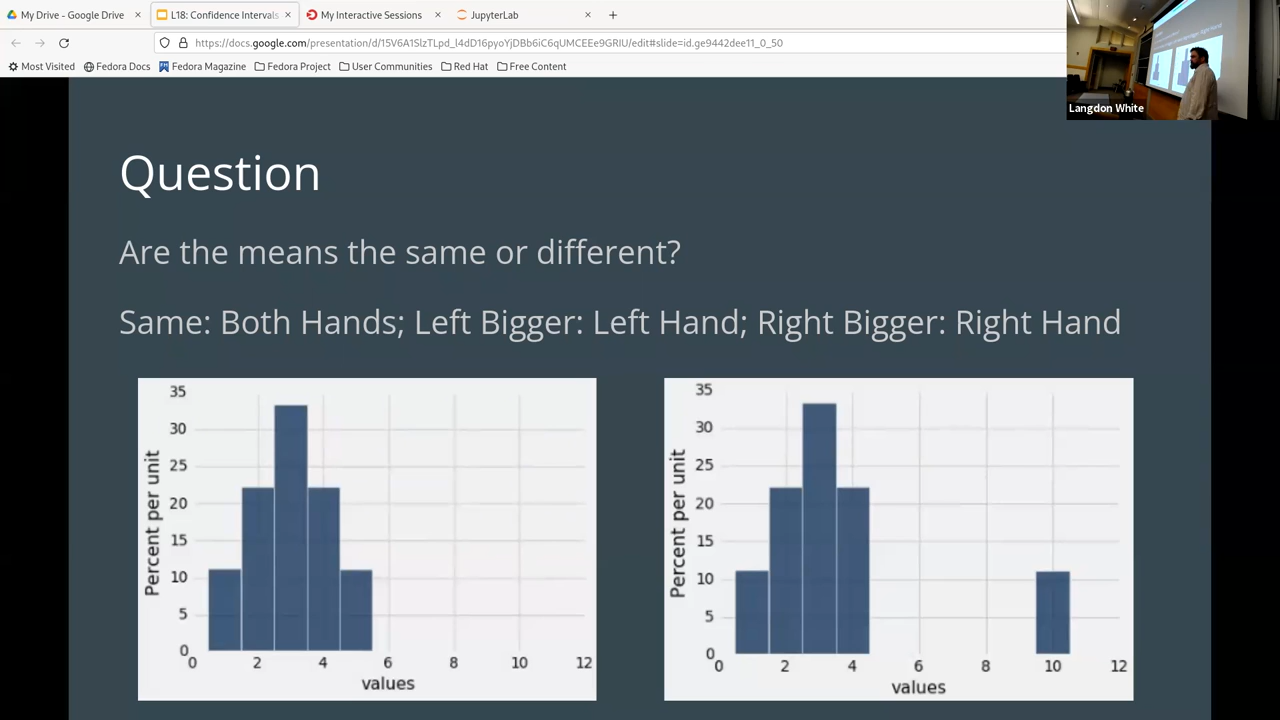 My Drive - Google Drive
L18: Confidence Intervals
My Interactive Sessions
JupyterLab
https://docs.google.com/presentation/d/15V6A1SlzTLpd_l4dD16pyoYjDBb6iC6qUMCEEe9GRIU/edit#slide=id.ge9442dee11_0_50
Most Visited Fedora Docs Fedora Magazine Fedora Project User Communities Red Hat Free Content
Langdon White
Question
Are the means the same or different?
Same: Both Hands; Left Bigger: Left Hand; Right Bigger: Right Hand
35
30
25
20
15
10
5
0
Percent per unit
0 2 4 6 8 10 12
values
35
30
25
20
15
10
5
0
Percent per unit
0 2 4 6 8 10 12
values